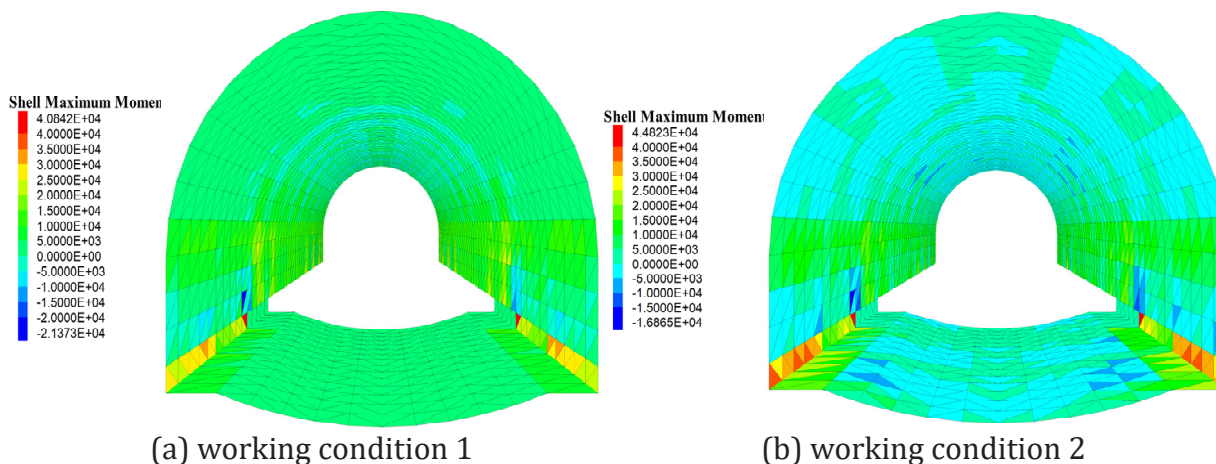 Shell Maximum Momen
4.0842E+04
4.0000E+04
3.5000E+04
3.0000E+04
2.5000E+04
2.0000E+04
1.5000E+04
1.0000E+04
5.0000E+03
0.0000E+00
-5.0000E+03
-1.0000E+04
-1.5000E+04
-2.0000E+04
-2.1373E+04
(a) working condition 1
Shell Maximum Momen
4.4823E+04
4.0000E+04
3.5000E+04
3.0000E+04
2.5000E+04
2.0000E+04
1.5000E+04
1.0000E+04
5.0000E+03
0.0000E+00
-5.0000E+03
-1.0000E+04
-1.5000E+04
-1.6865E+04
(b) working condition 2